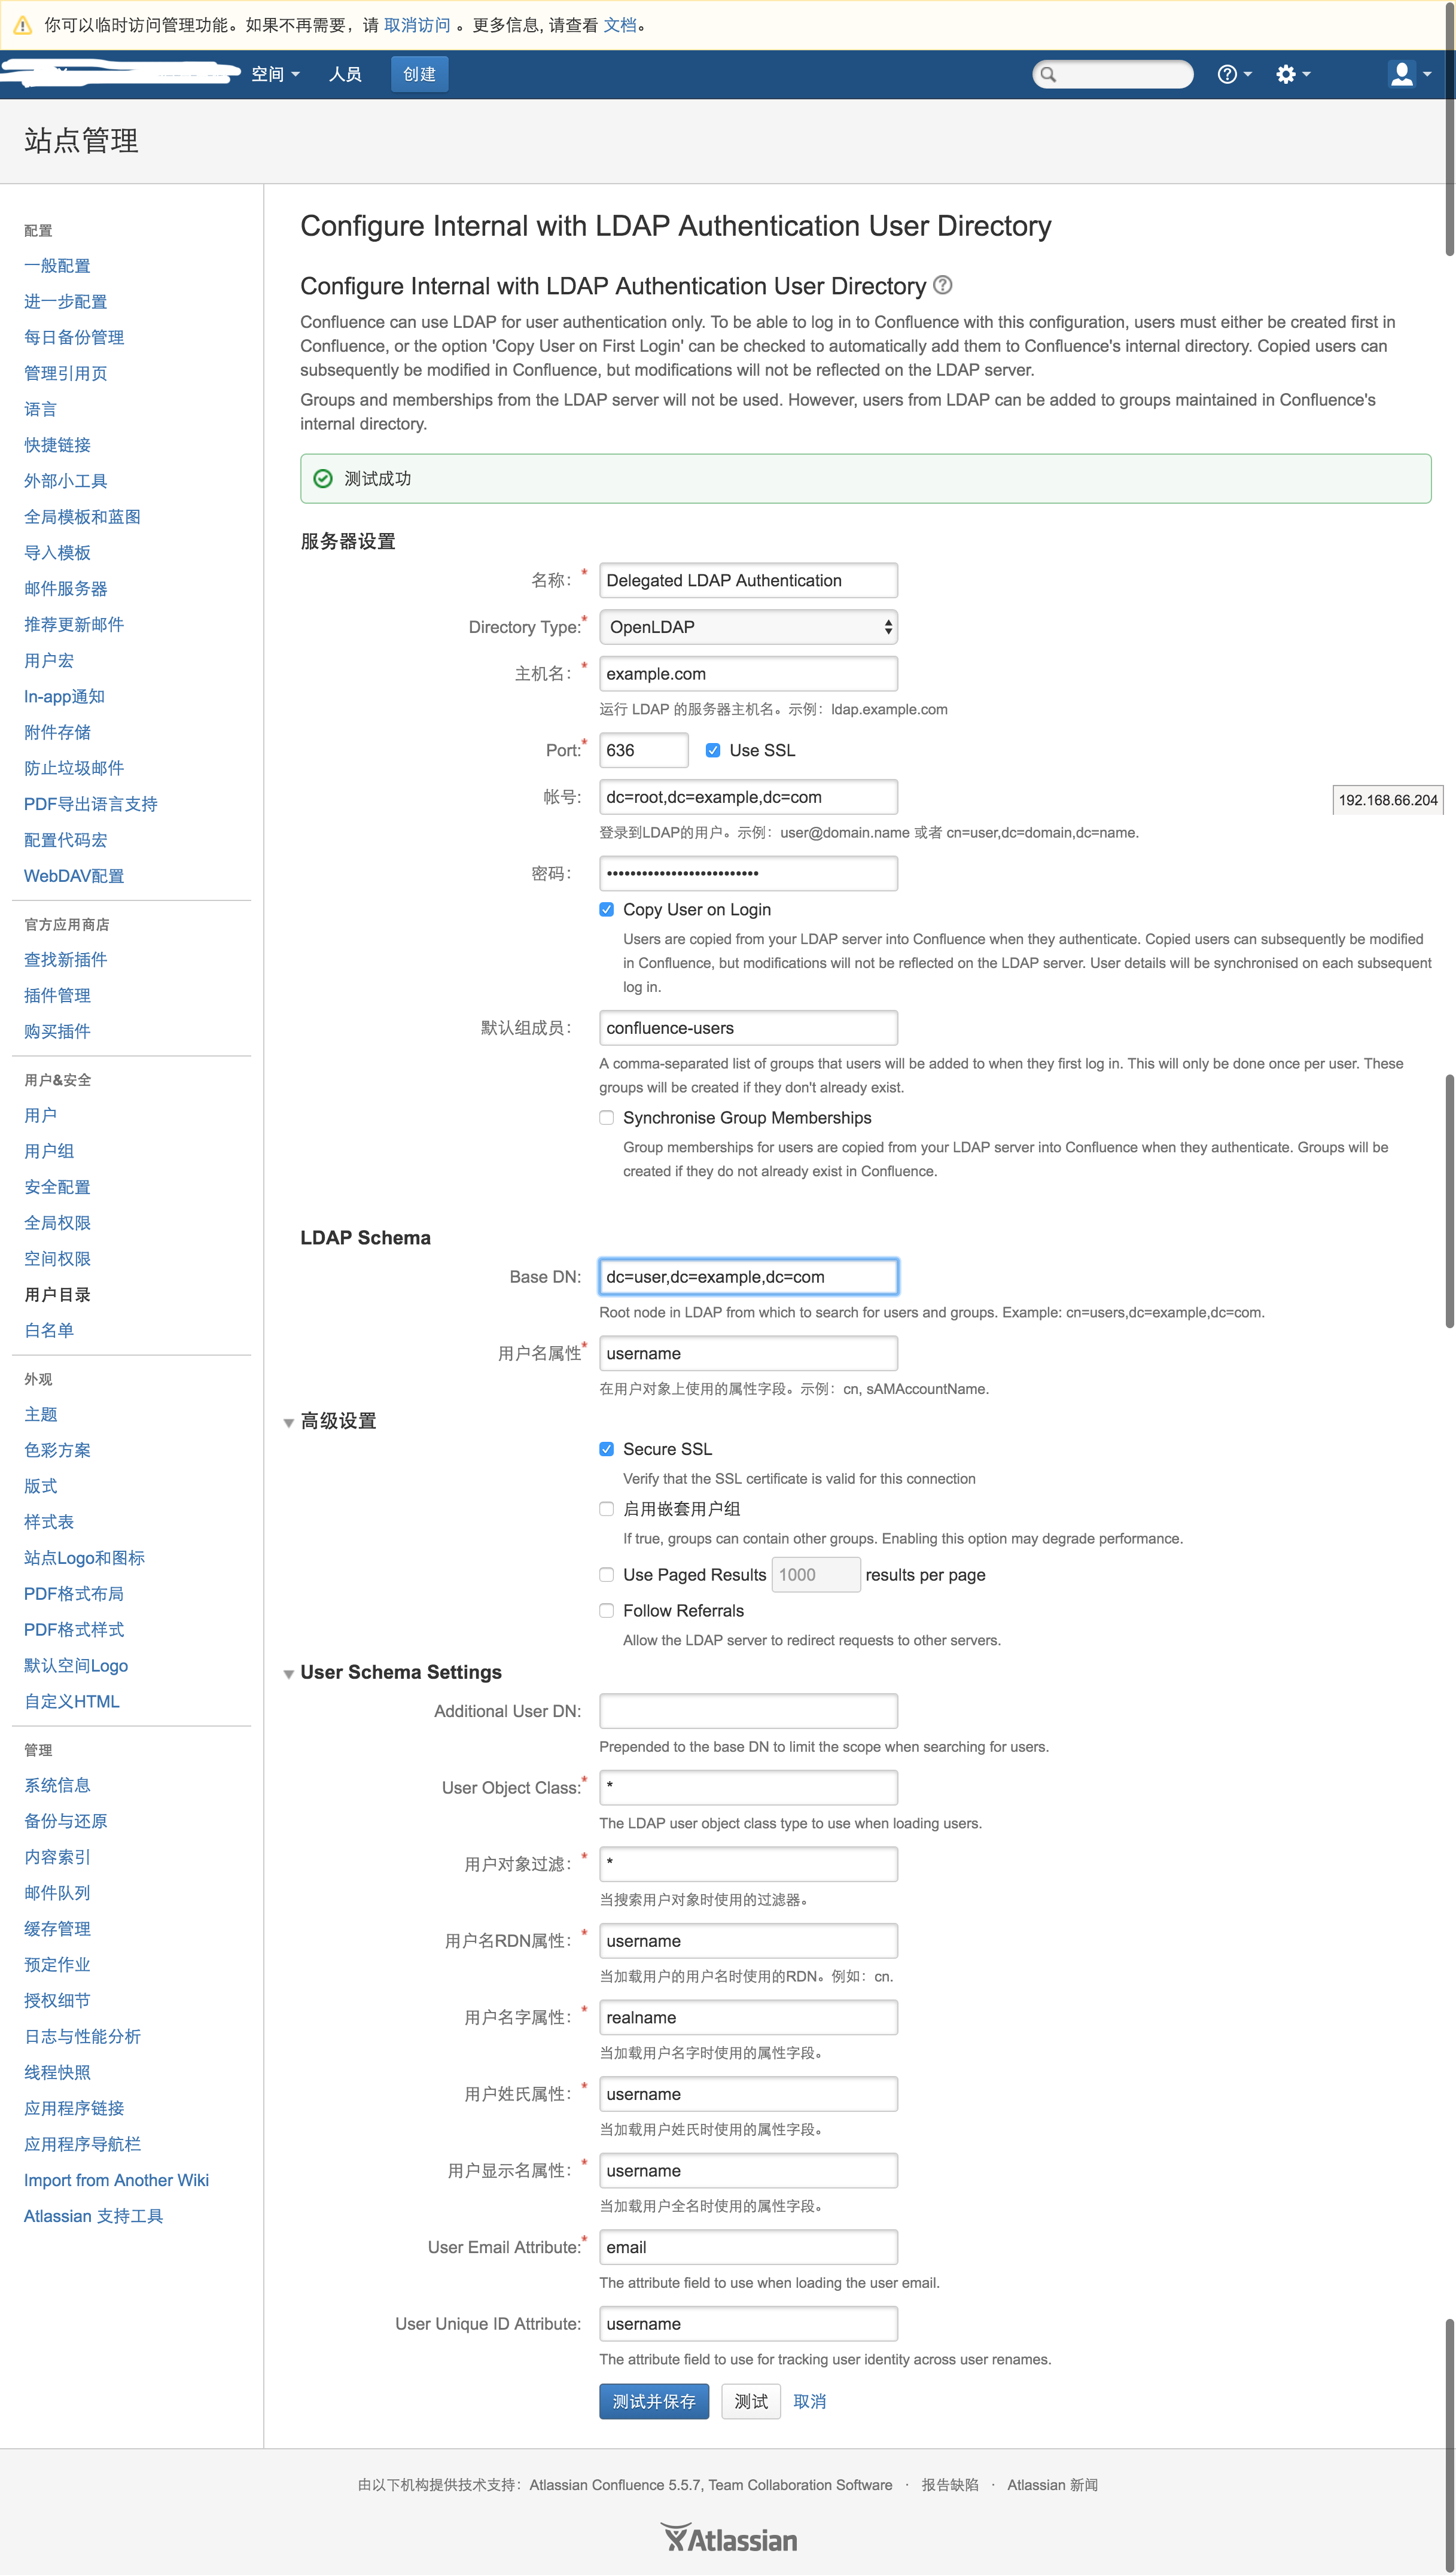 你可以临时访问管理功能。如果不再需要，请 取消访问 。更多信息, 请查看 文档。
空间 人员 创建
站点管理
配置
一般配置
进一步配置
每日备份管理
管理引用页
语言
快捷链接
外部小工具
全局模板和蓝图
导入模板
邮件服务器
推荐更新邮件
用户宏
In-app通知
附件存储
防止垃圾邮件
PDF导出语言支持
配置代码宏
WebDAV配置
官方应用商店
查找新插件
插件管理
购买插件
用户&安全
用户
用户组
安全配置
全局权限
空间权限
用户目录
白名单
外观
主题
色彩方案
版式
样式表
站点Logo和图标
PDF格式布局
PDF格式样式
默认空间Logo
自定义HTML
管理
系统信息
备份与还原
内容索引
邮件队列
缓存管理
预定作业
授权细节
日志与性能分析
线程快照
应用程序链接
应用程序导航栏
Import from Another Wiki
Atlassian 支持工具
Configure Internal with LDAP Authentication User Directory
Configure Internal with LDAP Authentication User Directory
Confluence can use LDAP for user authentication only. To be able to log in to Confluence with this configuration, users must either be created first in
Confluence, or the option 'Copy User on First Login' can be checked to automatically add them to Confluence's internal directory. Copied users can
subsequently be modified in Confluence, but modifications will not be reflected on the LDAP server.
Groups and memberships from the LDAP server will not be used. However, users from LDAP can be added to groups maintained in Confluence's
internal directory.
测试成功
服务器设置
名称：* Delegated LDAP Authentication
Directory Type:* OpenLDAP
主机名：* example.com
运行 LDAP 的服务器主机名。示例：ldap.example.com
Port:* 636 Use SSL
帐号: dc=root,dc=example,dc=com
192.168.66.204
登录到LDAP的用户。示例：user@domain.name 或者 cn=user,dc=domain,dc=name.
密码： ••••••••••••••••••••••••••
Copy User on Login
Users are copied from your LDAP server into Confluence when they authenticate. Copied users can subsequently be modified
in Confluence, but modifications will not be reflected on the LDAP server. User details will be synchronised on each subsequent
log in.
默认组成员： confluence-users
A comma-separated list of groups that users will be added to when they first log in. This will only be done once per user. These
groups will be created if they don't already exist.
Synchronise Group Memberships
Group memberships for users are copied from your LDAP server into Confluence when they authenticate. Groups will be
created if they do not already exist in Confluence.
LDAP Schema
Base DN: dc=user,dc=example,dc=com
Root node in LDAP from which to search for users and groups. Example: cn=users,dc=example,dc=com.
用户名属性* username
在用户对象上使用的属性字段。示例：cn, sAMAccountName.
高级设置
Secure SSL
Verify that the SSL certificate is valid for this connection
启用嵌套用户组
If true, groups can contain other groups. Enabling this option may degrade performance.
Use Paged Results 1000 results per page
Follow Referrals
Allow the LDAP server to redirect requests to other servers.
User Schema Settings
Additional User DN:
Prepended to the base DN to limit the scope when searching for users.
User Object Class:* *
The LDAP user object class type to use when loading users.
用户对象过滤：* *
当搜索用户对象时使用的过滤器。
用户名RDN属性：* username
当加载用户的用户名时使用的RDN。例如：cn.
用户名字属性：* realname
当加载用户名字时使用的属性字段。
用户姓氏属性：* username
当加载用户姓氏时使用的属性字段。
用户显示名属性：* username
当加载用户全名时使用的属性字段。
User Email Attribute:* email
The attribute field to use when loading the user email.
User Unique ID Attribute: username
The attribute field to use for tracking user identity across user renames.
测试并保存 测试 取消
由以下机构提供技术支持：Atlassian Confluence 5.5.7, Team Collaboration Software · 报告缺陷 · Atlassian 新闻
Atlassian